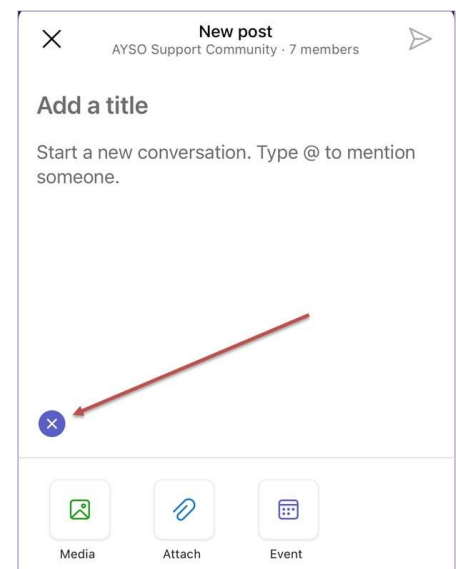 New post
AYSO Support Community · 7 members
Add a title
Start a new conversation. Type @ to mention
someone.
Media
Attach
Event